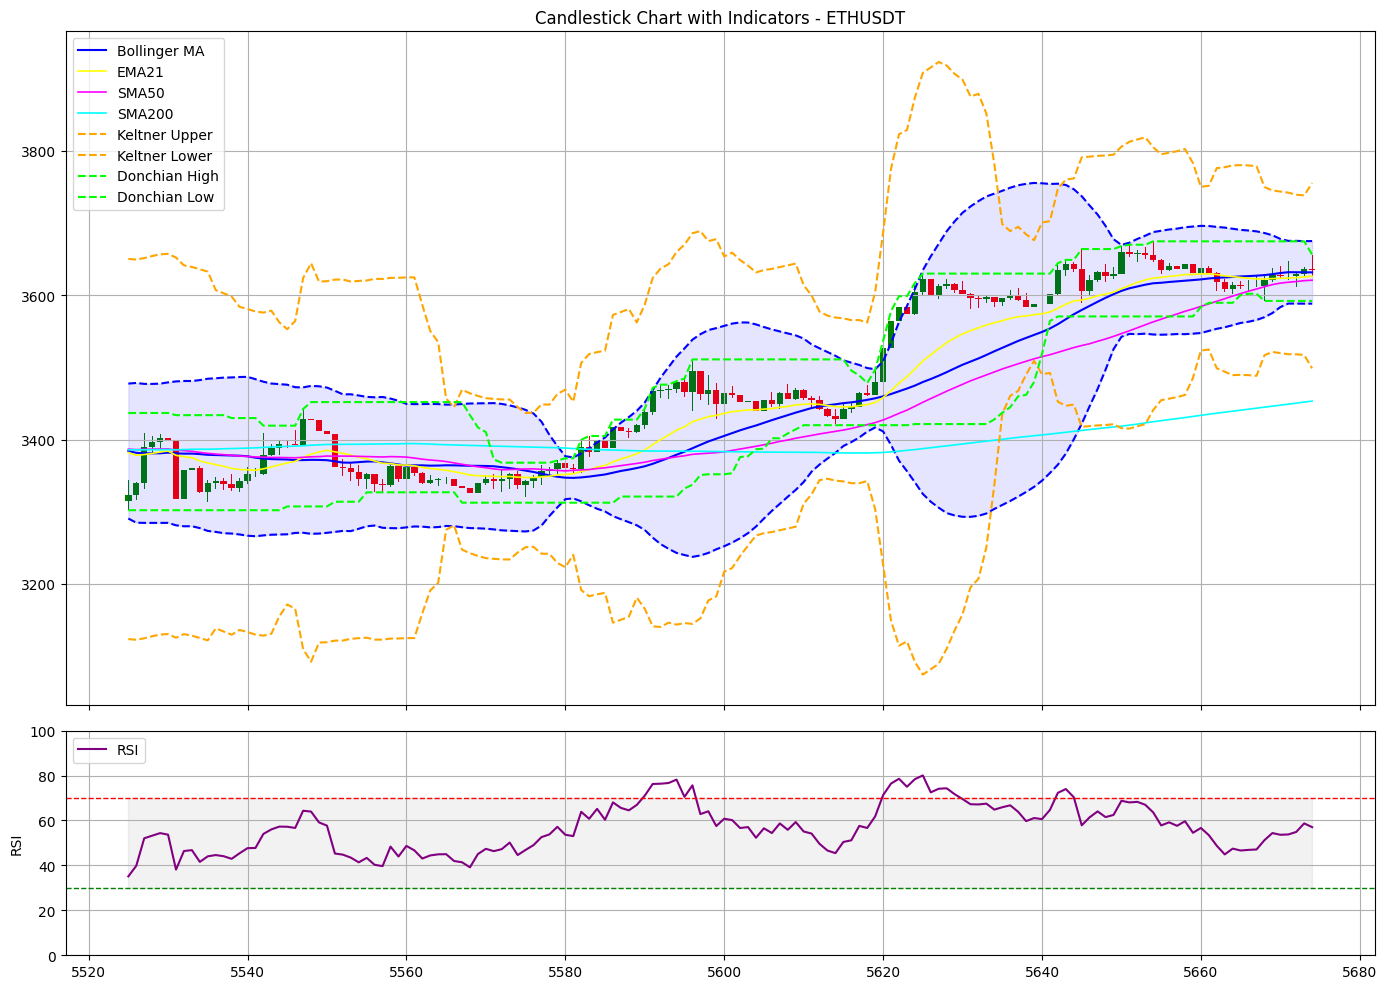 Candlestick Chart with Indicators - ETHUSDT
Bollinger MA
EMA21
SMA50
SMA200
Keltner Upper
Keltner Lower
Donchian High
Donchian Low
3800
3600
3400
3200
RSI
100
80
60
40
20
0
RSI
5520
5540
5560
5580
5600
5620
5640
5660
5680